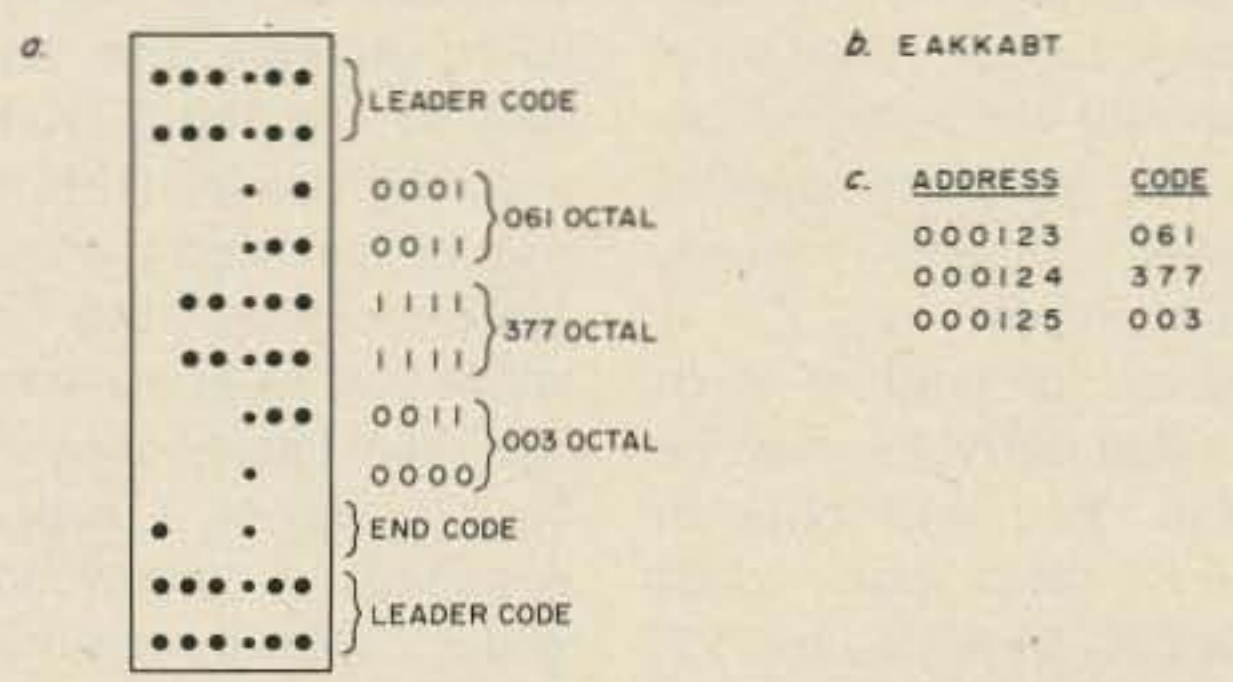 a.
LEADER CODE
0001
0011
061 OCTAL
1111
1111
377 OCTAL
0011
0000
003 OCTAL
END CODE
LEADER CODE
b. EAKKABT
c. ADDRESS CODE
000123 061
000124 377
000125 003